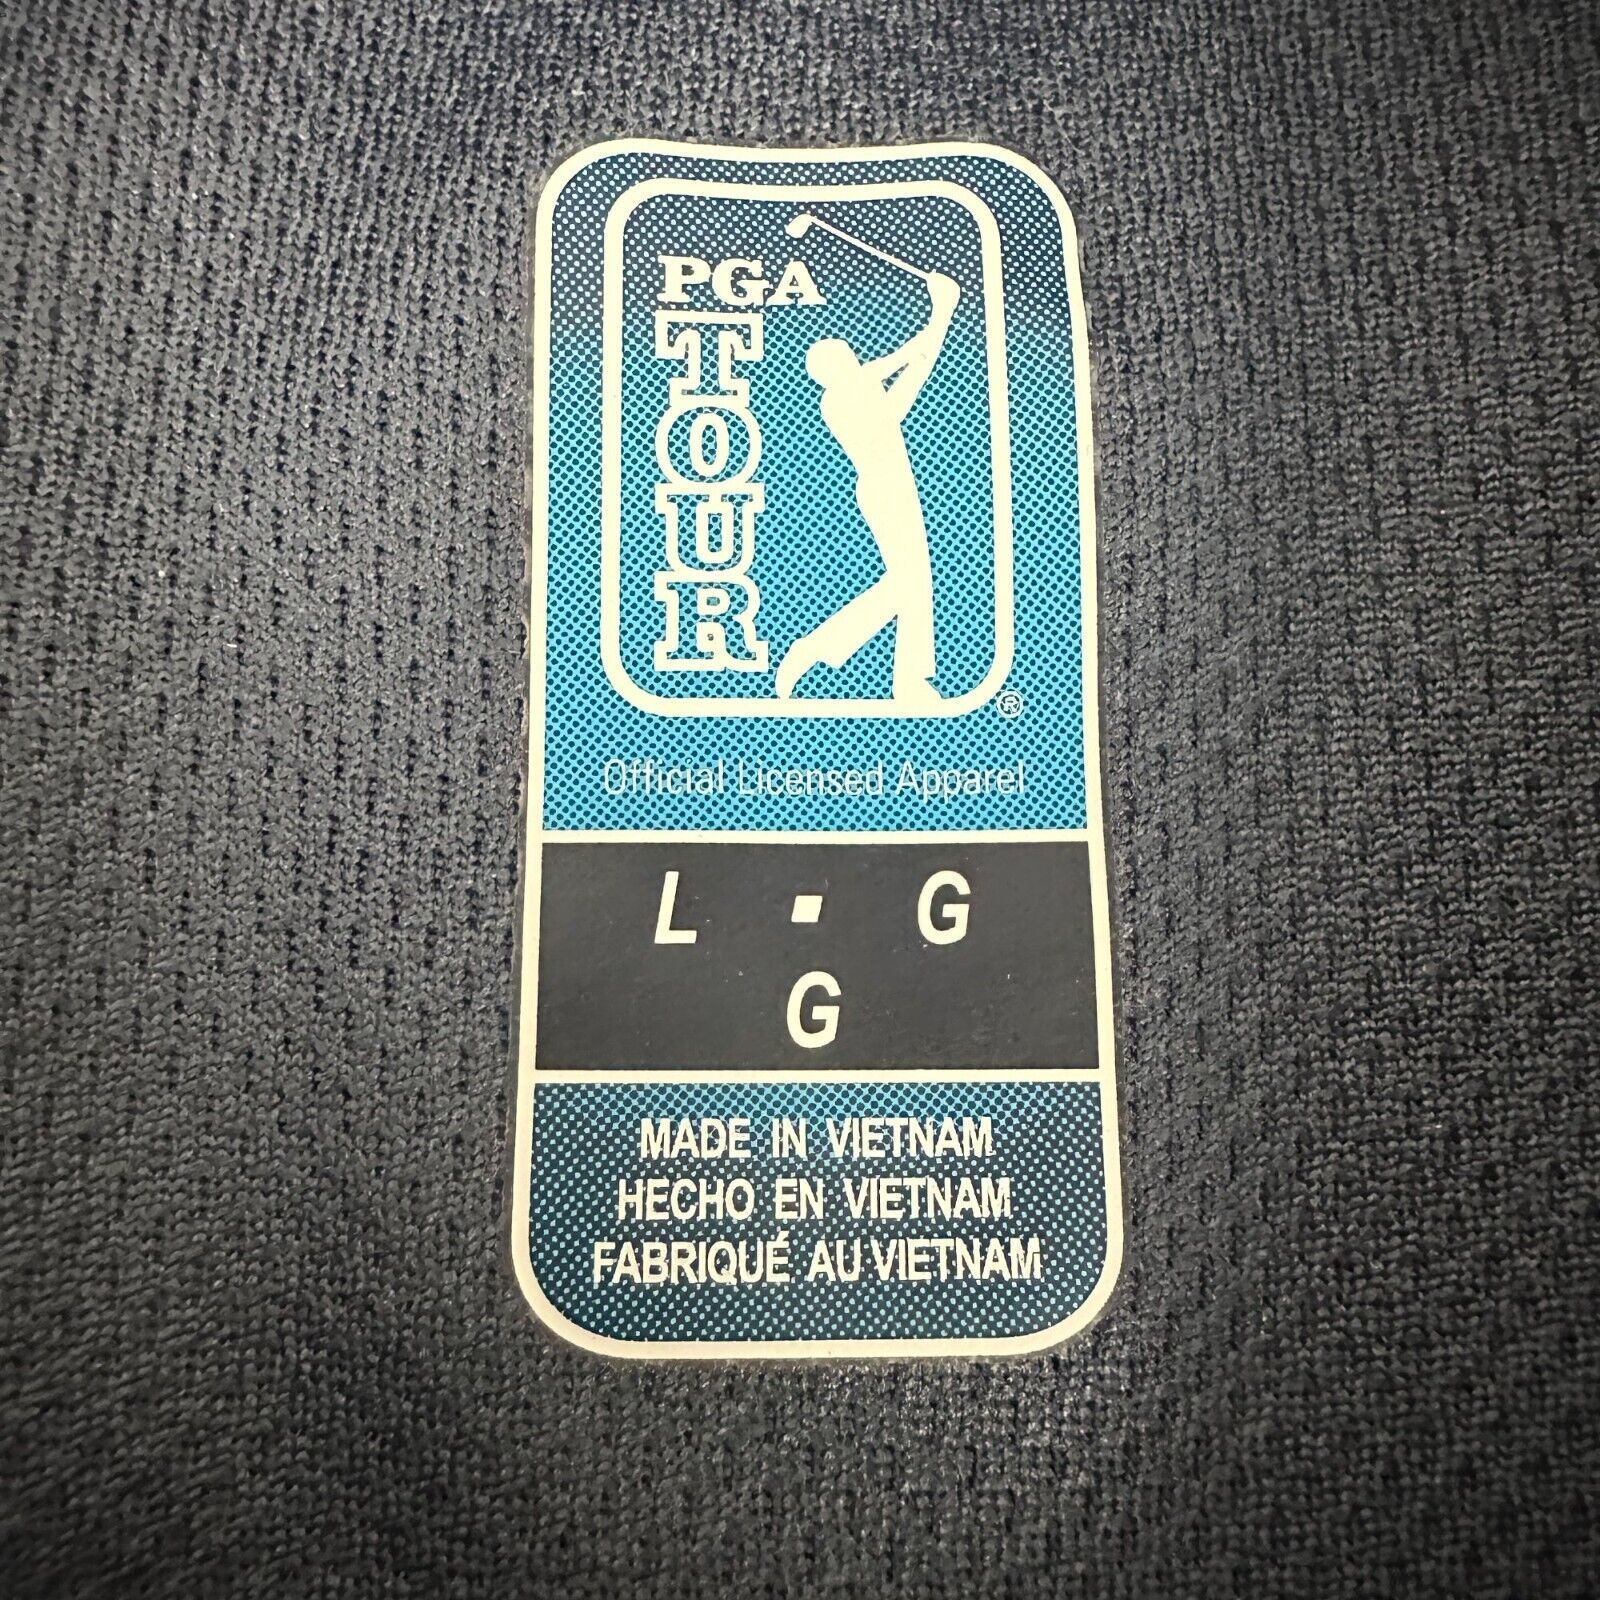 PGA
TOUR
®
Official Licensed Apparel
L ▪ G
G
MADE IN VIETNAM
HECHO EN VIETNAM
FABRIQUÉ AU VIETNAM